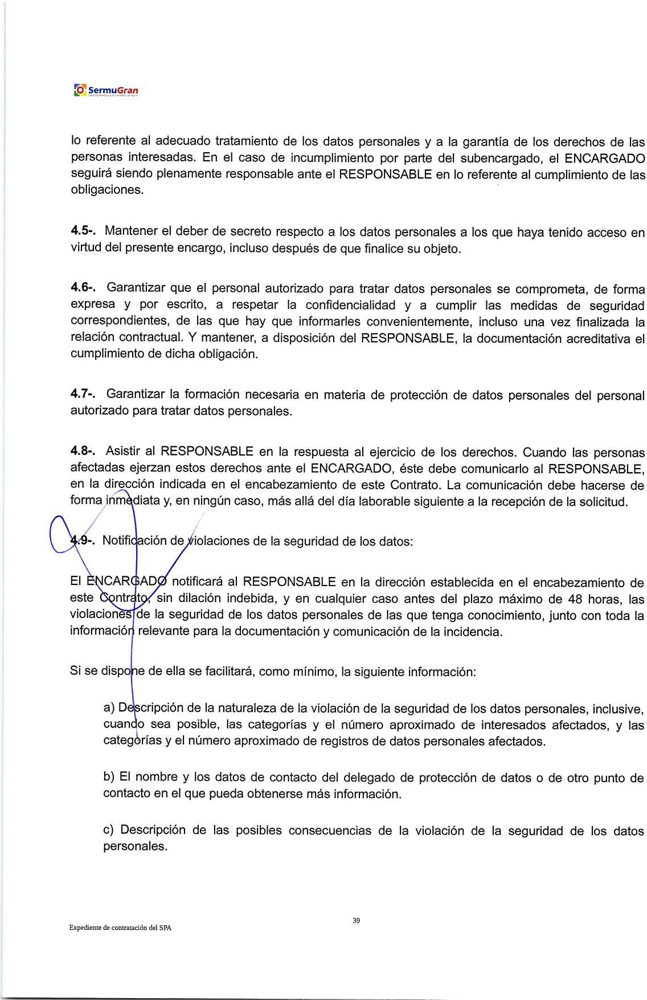 SermuGran
lo referente al adecuado tratamiento de los datos personales y a la garantía de los derechos de las
personas interesadas. En el caso de incumplimiento por parte del subencargado, el ENCARGADO
seguirá siendo plenamente responsable ante el RESPONSABLE en lo referente al cumplimiento de las
obligaciones.
4.5-. Mantener el deber de secreto respecto a los datos personales a los que haya tenido acceso en
virtud del presente encargo, incluso después de que finalice su objeto.
4.6-. Garantizar que el personal autorizado para tratar datos personales se comprometa, de forma
expresa y por escrito, a respetar la confidencialidad y a cumplir las medidas de seguridad
correspondientes, de las que hay que informarles convenientemente, incluso una vez finalizada la
relación contractual. Y mantener, a disposición del RESPONSABLE, la documentación acreditativa el
cumplimiento de dicha obligación.
4.7-. Garantizar la formación necesaria en materia de protección de datos personales del personal
autorizado para tratar datos personales.
4.8-. Asistir al RESPONSABLE en la respuesta al ejercicio de los derechos. Cuando las personas
afectadas ejerzan estos derechos ante el ENCARGADO, éste debe comunicarlo al RESPONSABLE,
en la dirección indicada en el encabezamiento de este Contrato. La comunicación debe hacerse de
forma inmediata y, en ningún caso, más allá del día laborable siguiente a la recepción de la solicitud.
4.9-. Notificación de violaciones de la seguridad de los datos:
El ENCARGADO notificará al RESPONSABLE en la dirección establecida en el encabezamiento de
este Contrato, sin dilación indebida, y en cualquier caso antes del plazo máximo de 48 horas, las
violaciones de la seguridad de los datos personales de las que tenga conocimiento, junto con toda la
información relevante para la documentación y comunicación de la incidencia.
Si se dispone de ella se facilitará, como mínimo, la siguiente información:
a) Descripción de la naturaleza de la violación de la seguridad de los datos personales, inclusive,
cuando sea posible, las categorías y el número aproximado de interesados afectados, y las
categorías y el número aproximado de registros de datos personales afectados.
b) El nombre y los datos de contacto del delegado de protección de datos o de otro punto de
contacto en el que pueda obtenerse más información.
c) Descripción de las posibles consecuencias de la violación de la seguridad de los datos
personales.
39
Expediente de contratación del SPA